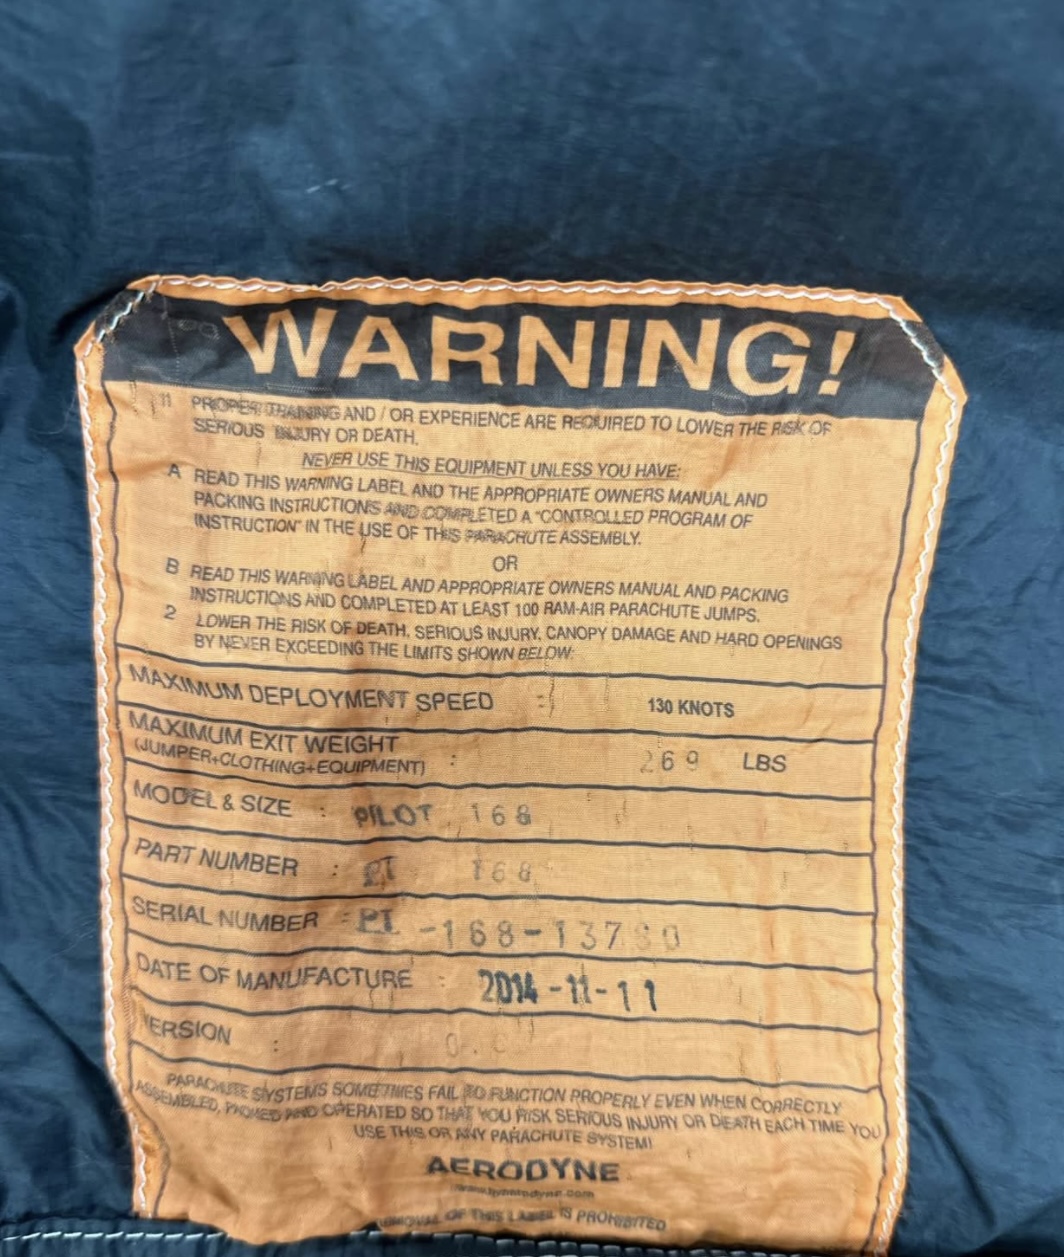 WARNING!
11 PROPER TRAINING AND / OR EXPERIENCE ARE REQUIRED TO LOWER THE RISK OF
SERIOUS INJURY OR DEATH.
NEVER USE THIS EQUIPMENT UNLESS YOU HAVE:
A READ THIS WARNING LABEL AND THE APPROPRIATE OWNERS MANUAL AND
PACKING INSTRUCTIONS AND COMPLETED A "CONTROLLED PROGRAM OF
INSTRUCTION" IN THE USE OF THIS PARACHUTE ASSEMBLY.
OR
B READ THIS WARNING LABEL AND APPROPRIATE OWNERS MANUAL AND PACKING
INSTRUCTIONS AND COMPLETED AT LEAST 100 RAM-AIR PARACHUTE JUMPS.
2 LOWER THE RISK OF DEATH, SERIOUS INJURY, CANOPY DAMAGE AND HARD OPENINGS
BY NEVER EXCEEDING THE LIMITS SHOWN BELOW:
MAXIMUM DEPLOYMENT SPEED : 130 KNOTS
MAXIMUM EXIT WEIGHT
(JUMPER+CLOTHING+EQUIPMENT) : 269 LBS
MODEL & SIZE : PILOT 168
PART NUMBER : PI 168
SERIAL NUMBER : PI-168-
DATE OF MANUFACTURE : 2014-11-11
VERSION :
PARACHUTE SYSTEMS SOMETIMES FAIL TO FUNCTION PROPERLY EVEN WHEN CORRECTLY
ASSEMBLED, PACKED AND OPERATED SO THAT YOU RISK SERIOUS INJURY OR DEATH EACH TIME YOU
USE THIS OR ANY PARACHUTE SYSTEM!
AERODYNE
REMOVAL OF THIS LABEL IS PROHIBITED